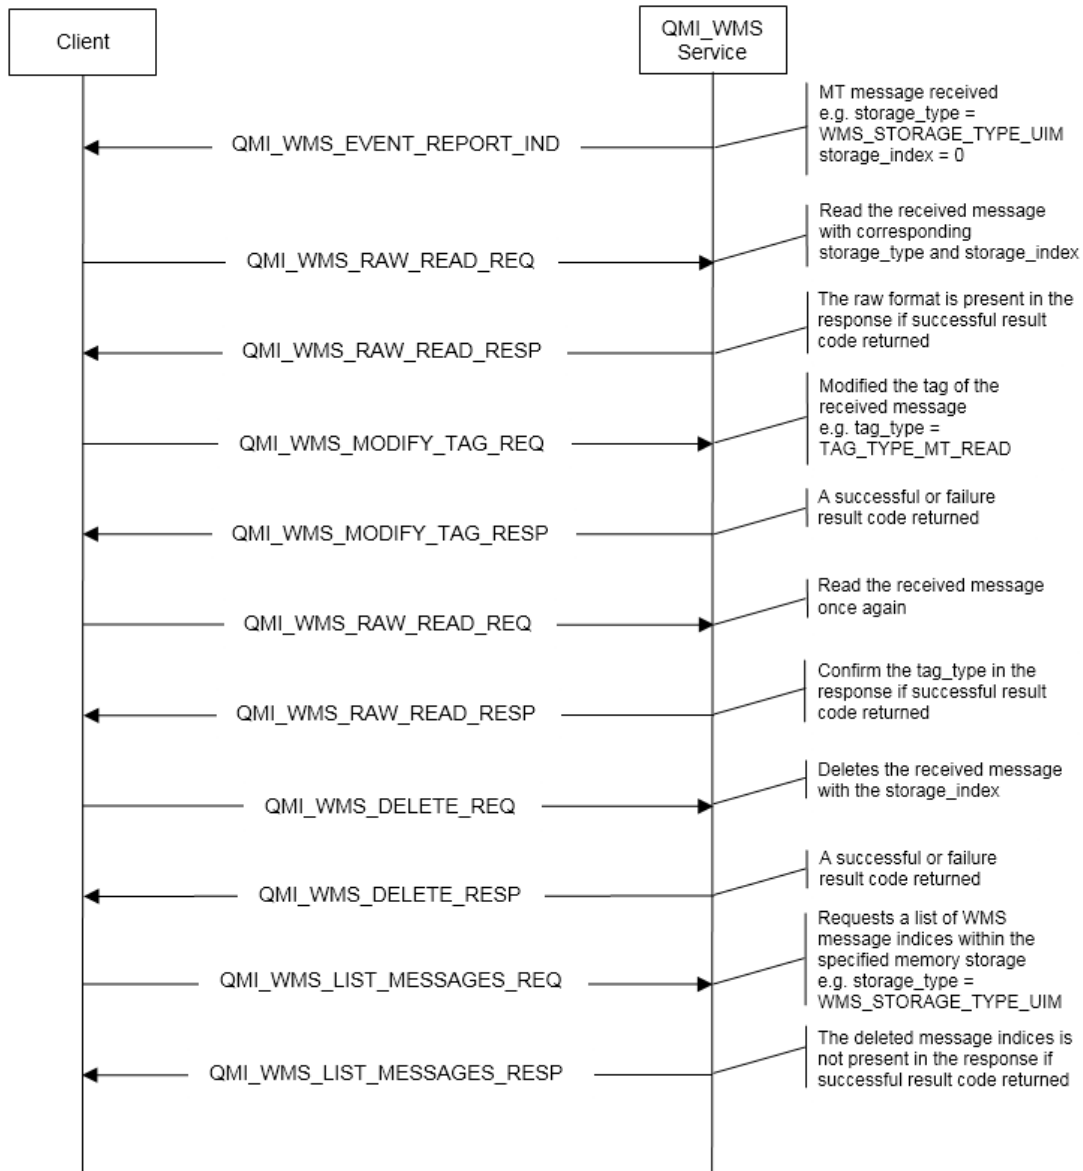 Client
QMI_WMS
Service
MT message received
e.g. storage_type =
WMS_STORAGE_TYPE_UIM
storage_index = 0
QMI_WMS_EVENT_REPORT_IND
Read the received message
with corresponding
storage_type and storage_index
QMI_WMS_RAW_READ_REQ
The raw format is present in the
response if successful result
code returned
QMI_WMS_RAW_READ_RESP
Modified the tag of the
received message
e.g. tag_type =
TAG_TYPE_MT_READ
QMI_WMS_MODIFY_TAG_REQ
A successful or failure
result code returned
QMI_WMS_MODIFY_TAG_RESP
Read the received message
once again
QMI_WMS_RAW_READ_REQ
Confirm the tag_type in the
response if successful result
code returned
QMI_WMS_RAW_READ_RESP
Deletes the received message
with the storage_index
QMI_WMS_DELETE_REQ
A successful or failure
result code returned
QMI_WMS_DELETE_RESP
Requests a list of WMS
message indices within the
specified memory storage
e.g. storage_type =
WMS_STORAGE_TYPE_UIM
QMI_WMS_LIST_MESSAGES_REQ
The deleted message indices is
not present in the response if
successful result code returned
QMI_WMS_LIST_MESSAGES_RESP